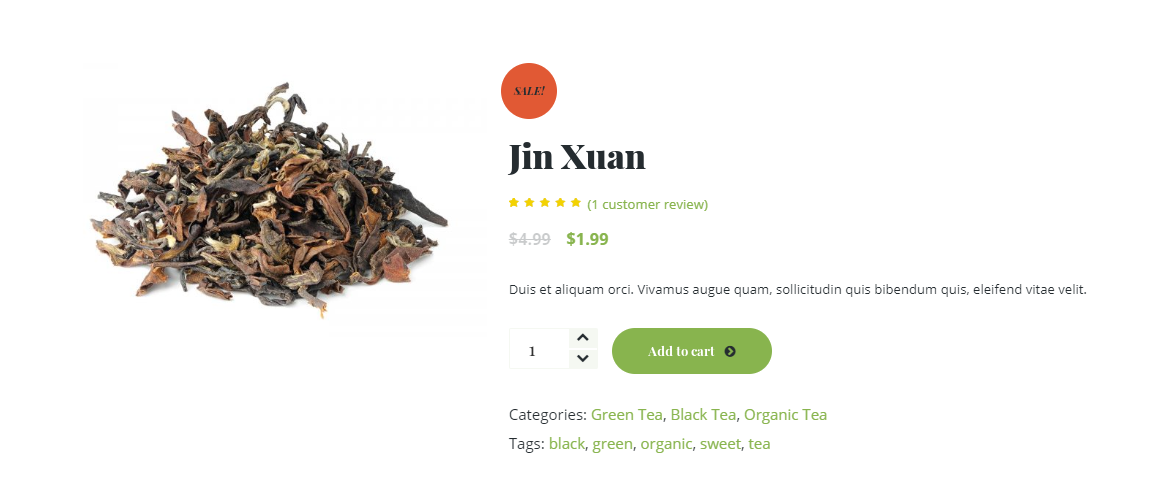 SALE!
Jin Xuan
(1 customer review)
$4.99 $1.99
Duis et aliquam orci. Vivamus augue quam, sollicitudin quis bibendum quis, eleifend vitae velit.
1 Add to cart
Categories: Green Tea, Black Tea, Organic Tea
Tags: black, green, organic, sweet, tea